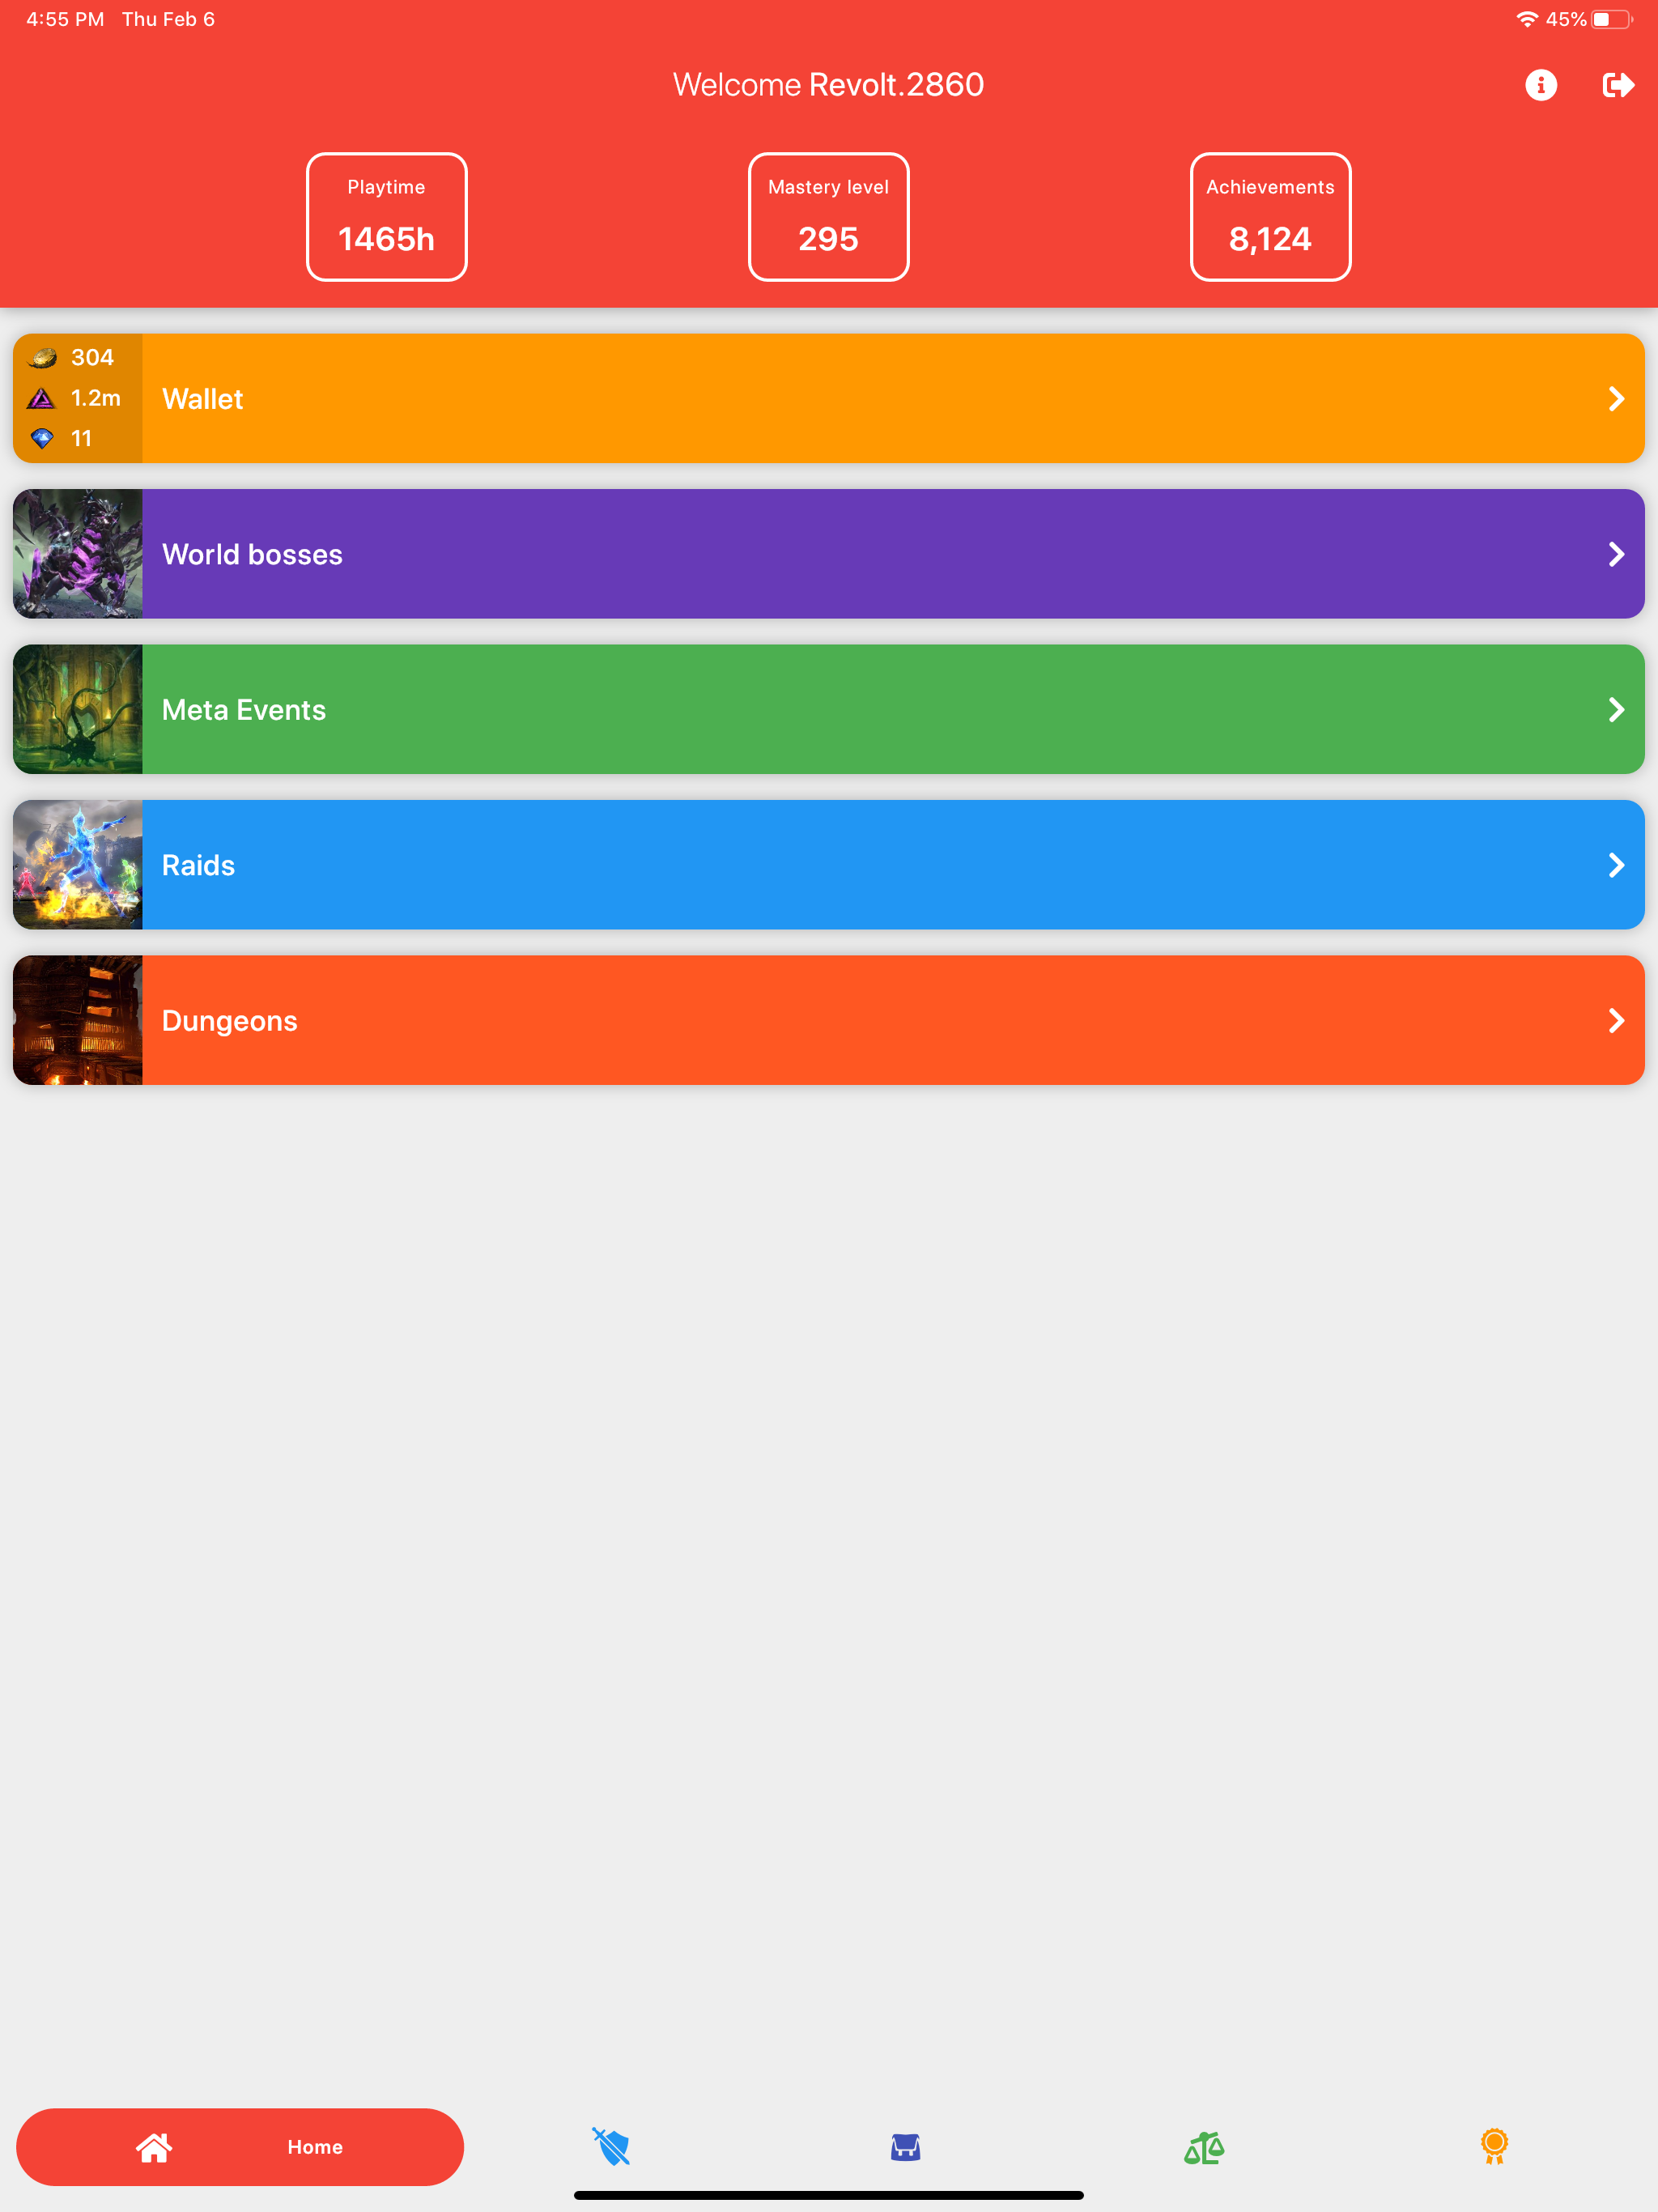 4:55 PM Thu Feb 6
45%
Welcome Revolt.2860
Playtime
1465h
Mastery level
295
Achievements
8,124
304
1.2m
11
Wallet
World bosses
Meta Events
Raids
Dungeons
Home